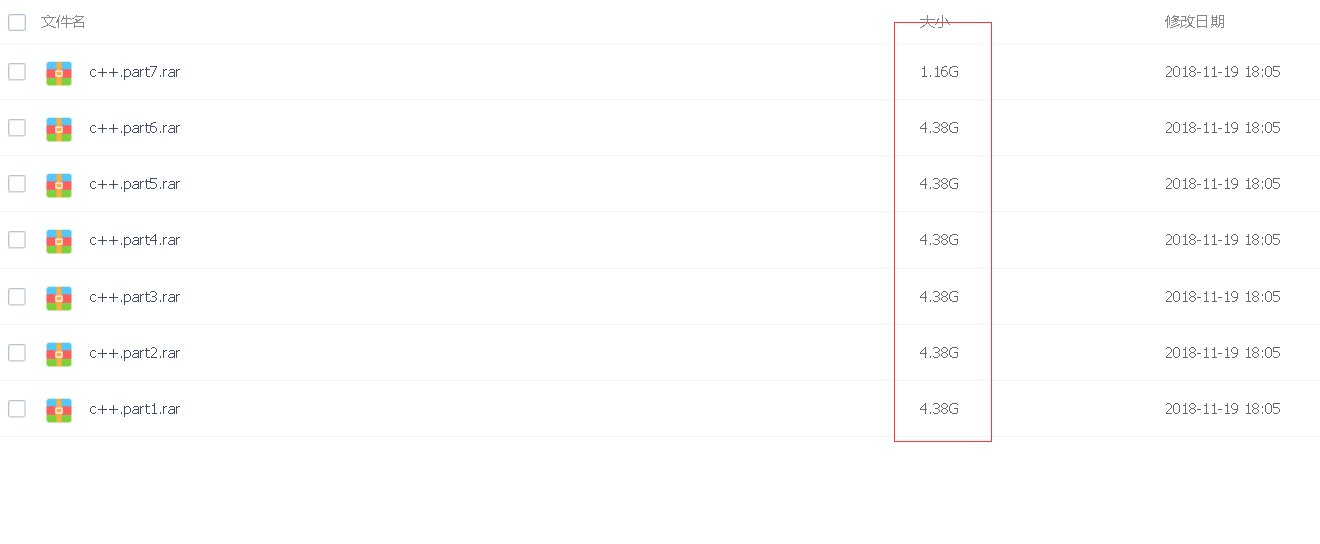 文件名 大小 修改日期
c++.part7.rar 1.16G 2018-11-19 18:05
c++.part6.rar 4.38G 2018-11-19 18:05
c++.part5.rar 4.38G 2018-11-19 18:05
c++.part4.rar 4.38G 2018-11-19 18:05
c++.part3.rar 4.38G 2018-11-19 18:05
c++.part2.rar 4.38G 2018-11-19 18:05
c++.part1.rar 4.38G 2018-11-19 18:05